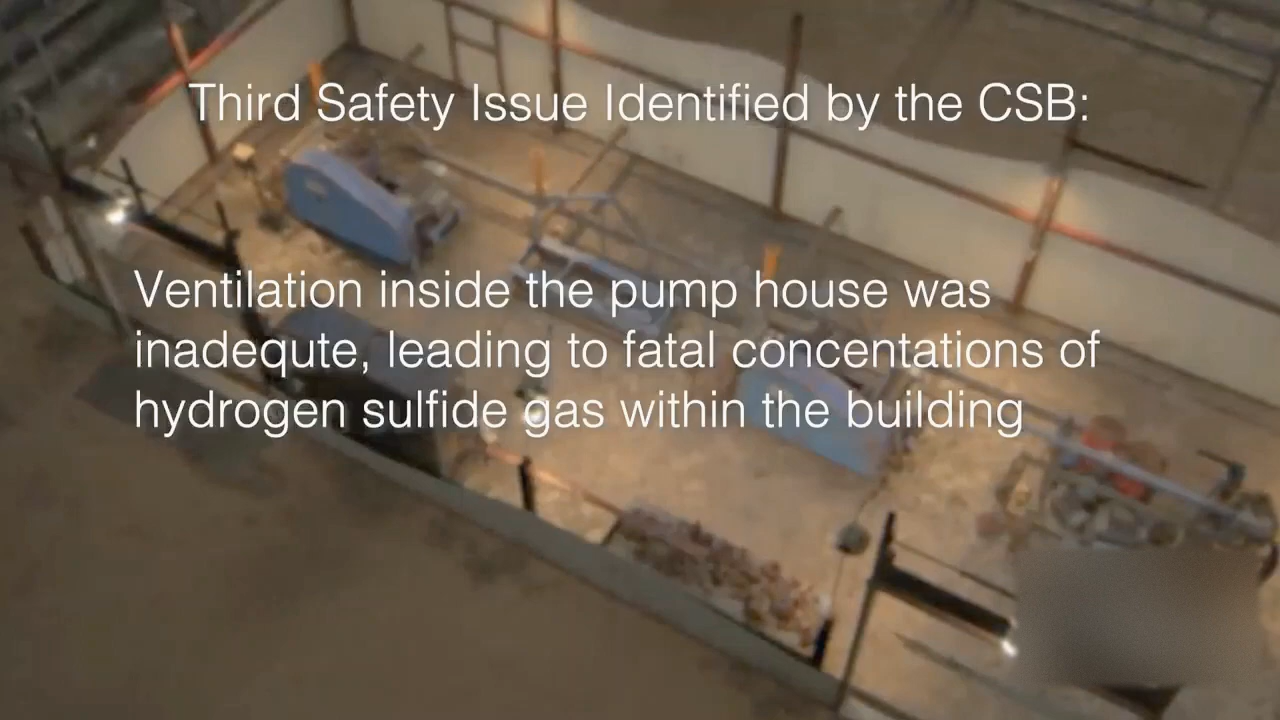 Third Safety Issue Identified by the CSB:
Ventilation inside the pump house was
inadequte, leading to fatal concentations of
hydrogen sulfide gas within the building